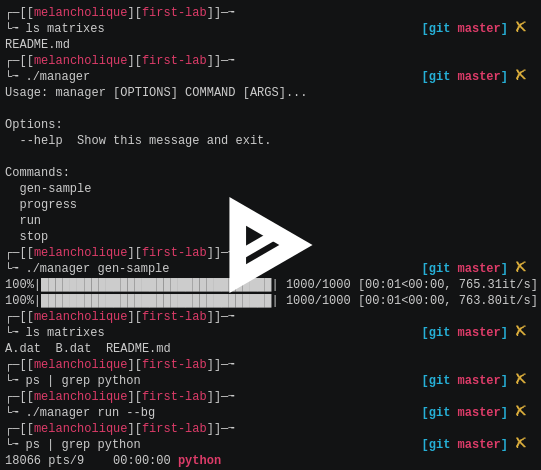 ┌─[[melancholique][first-lab]]─╼
└╼ ls matrixes [git master] ✗
README.md
┌─[[melancholique][first-lab]]─╼
└╼ ./manager [git master] ✗
Usage: manager [OPTIONS] COMMAND [ARGS]...
Options:
--help  Show this message and exit.
Commands:
gen-sample
progress
run
stop
┌─[[melancholique][first-lab]]─╼
└╼ ./manager gen-sample [git master] ✗
100%|████████████████████████████████| 1000/1000 [00:01<00:00, 765.31it/s]
100%|████████████████████████████████| 1000/1000 [00:01<00:00, 763.80it/s]
┌─[[melancholique][first-lab]]─╼
└╼ ls matrixes [git master] ✗
A.dat  B.dat  README.md
┌─[[melancholique][first-lab]]─╼
└╼ ps | grep python [git master] ✗
┌─[[melancholique][first-lab]]─╼
└╼ ./manager run --bg [git master] ✗
┌─[[melancholique][first-lab]]─╼
└╼ ps | grep python [git master] ✗
18066 pts/9    00:00:00 python